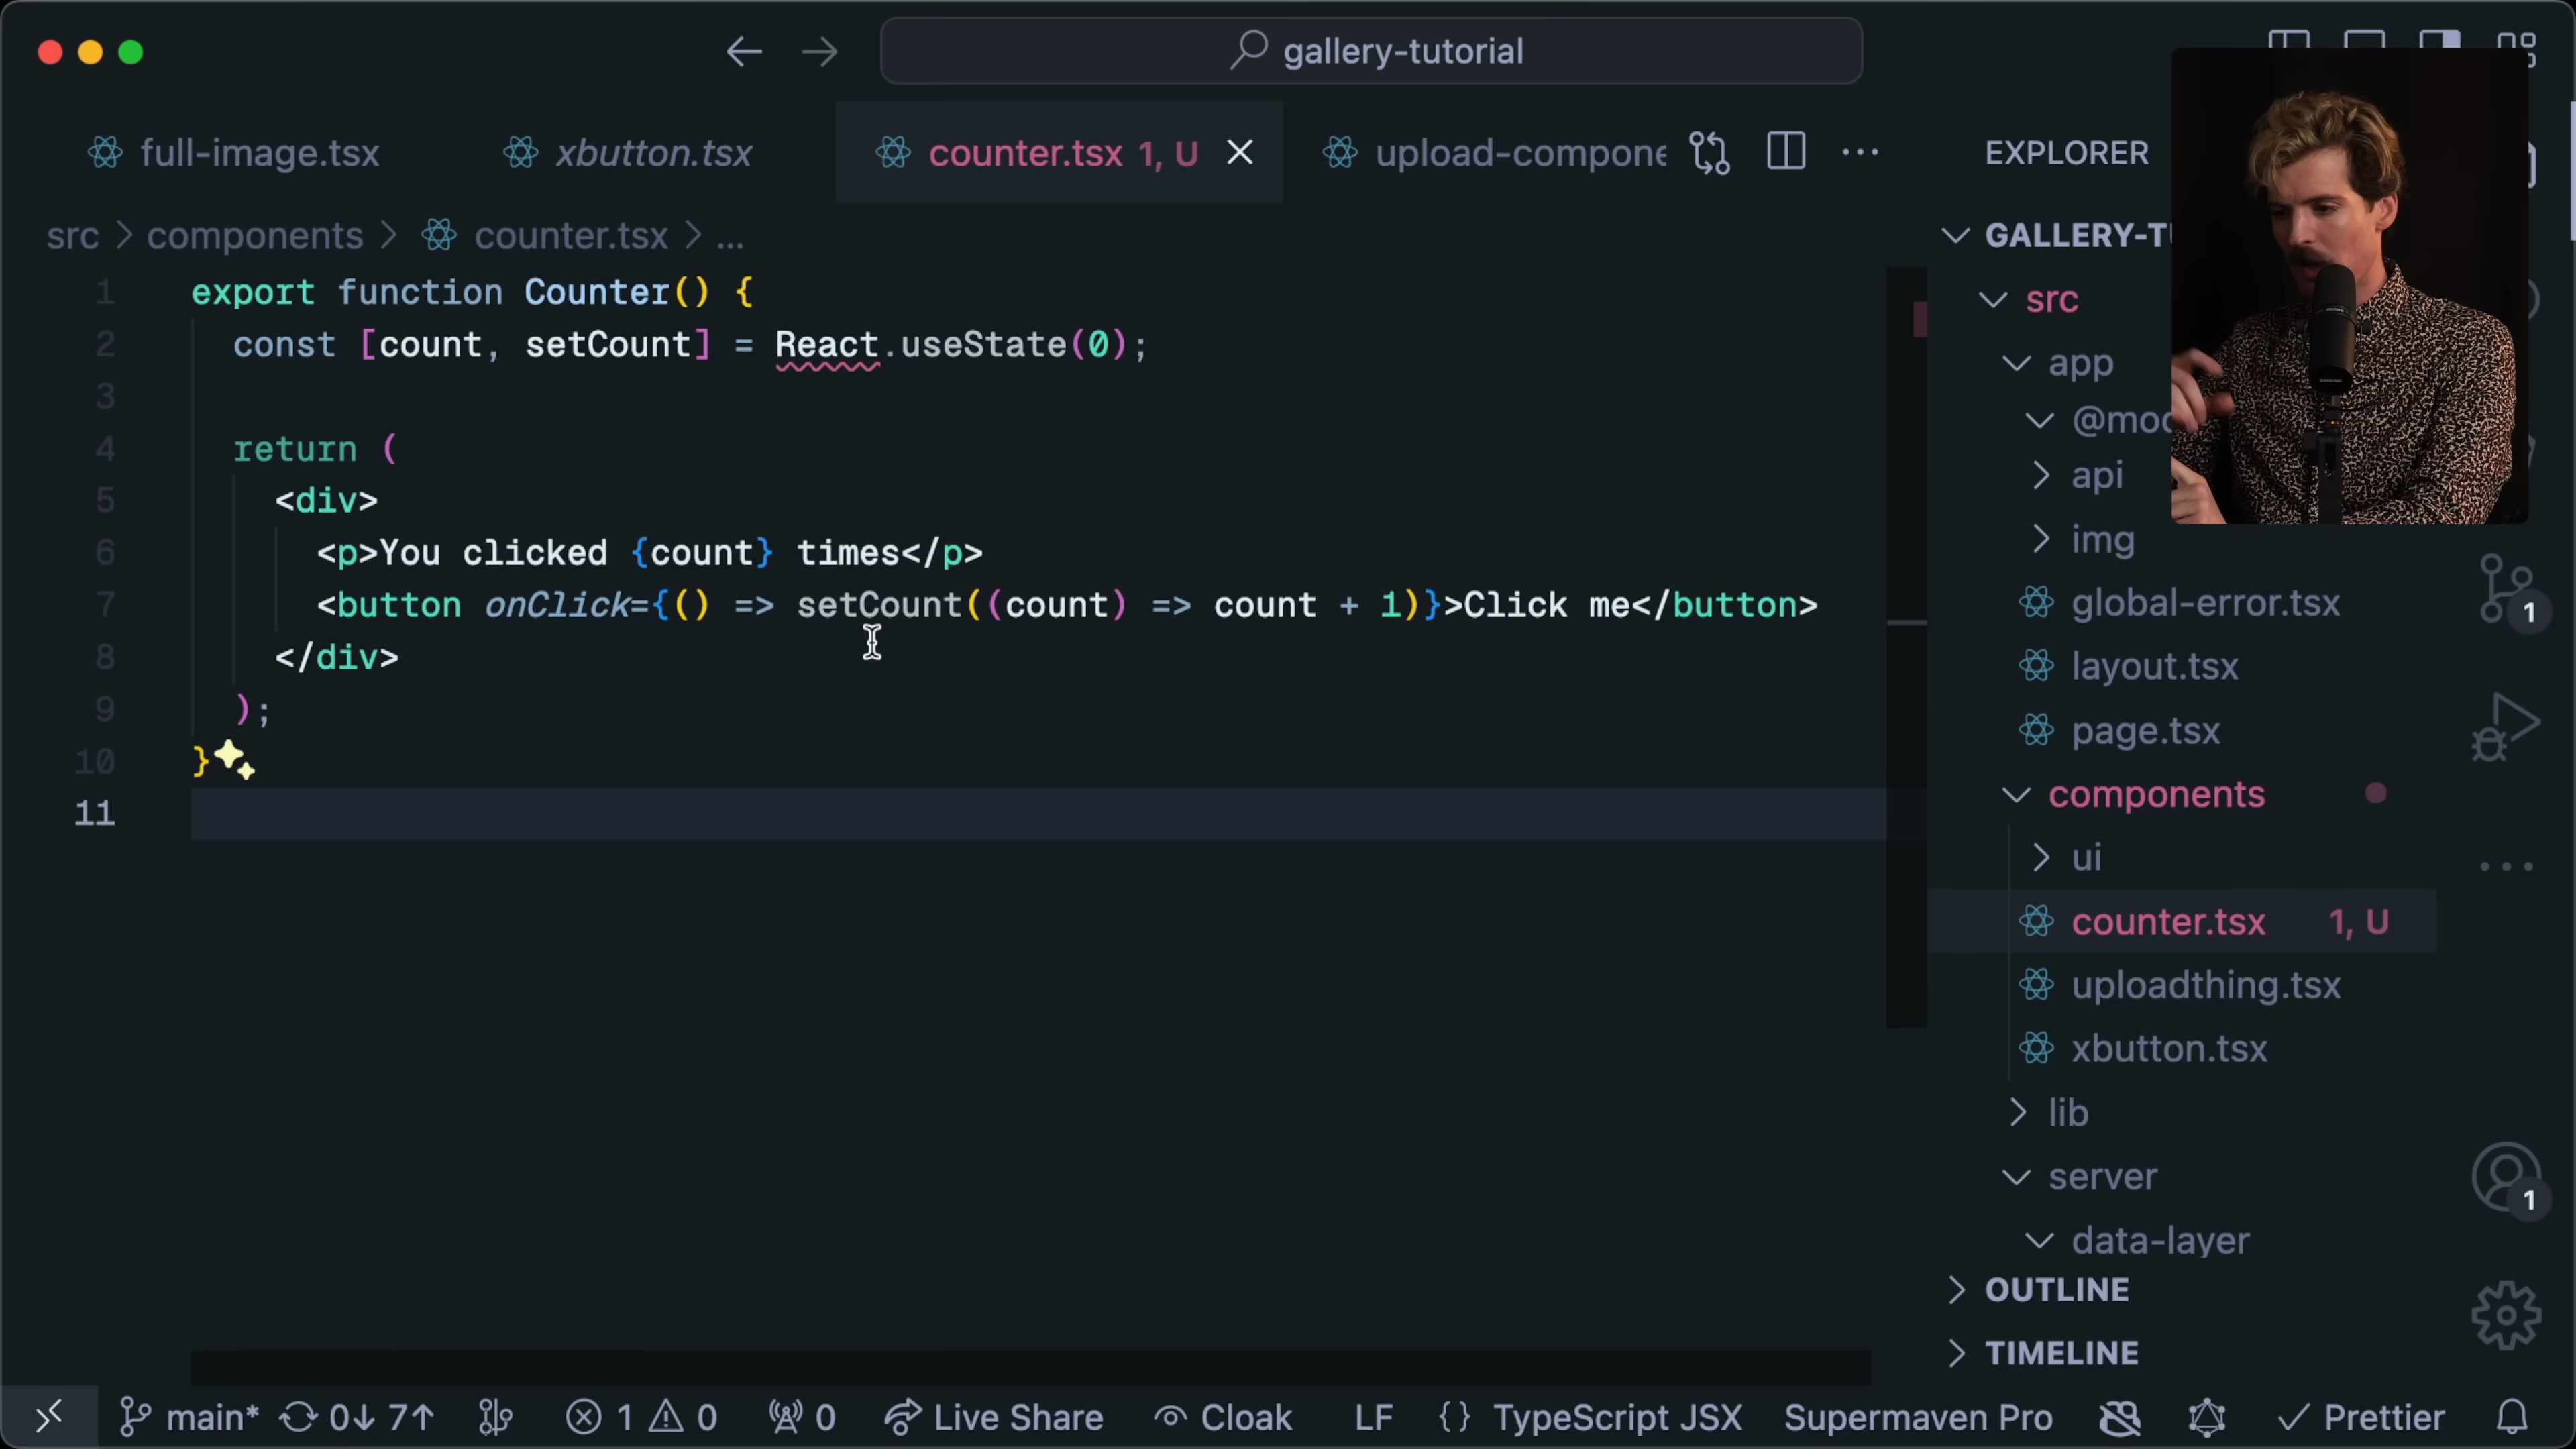 gallery-tutorial
full-image.tsx
xbutton.tsx
counter.tsx 1, U
upload-compone
EXPLORER
src > components > counter.tsx > ...
1 export function Counter() {
2 const [count, setCount] = React.useState(0);
3
4 return (
5 <div>
6 <p>You clicked {count} times</p>
7 <button onClick={() => setCount((count) => count + 1)}>Click me</button>
8 </div>
9 );
10 }
11
GALLERY-T
src
app
@mod
api
img
global-error.tsx
layout.tsx
page.tsx
components
ui
counter.tsx 1, U
uploadthing.tsx
xbutton.tsx
lib
server
data-layer
OUTLINE
TIMELINE
1
1
main* 0↓ 7↑ 1 0 0 Live Share Cloak LF {} TypeScript JSX Supermaven Pro Prettier